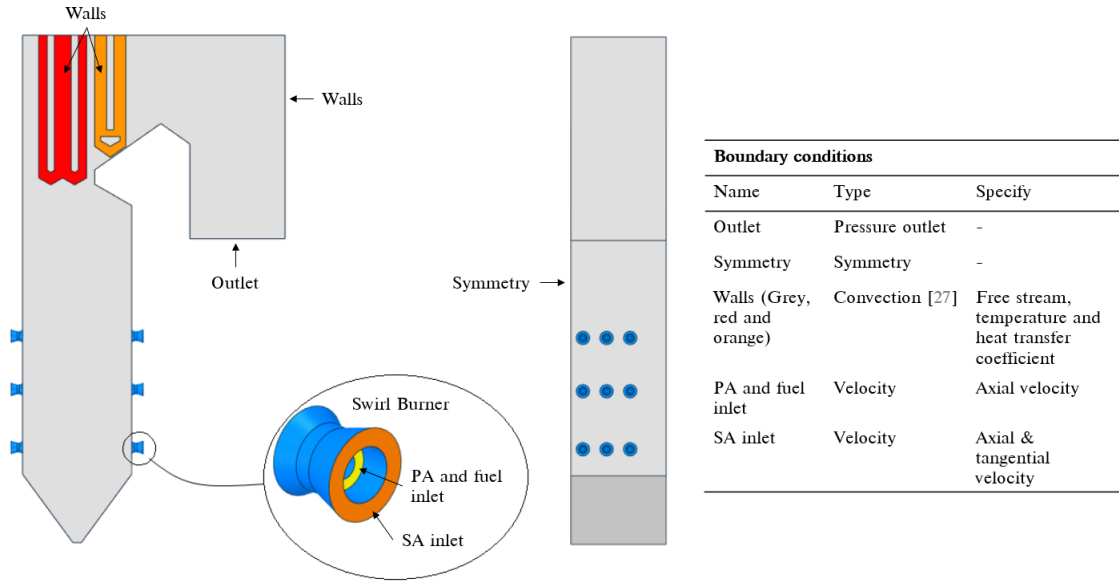 Walls
Walls
Outlet
Swirl Burner
PA and fuel
inlet
SA inlet
Symmetry
Boundary conditions
Name Type Specify
Outlet Pressure outlet -
Symmetry Symmetry -
Walls (Grey, Convection [27] Free stream,
red and temperature and
orange) heat transfer
coefficient
PA and fuel Velocity Axial velocity
inlet
SA inlet Velocity Axial &
tangential
velocity